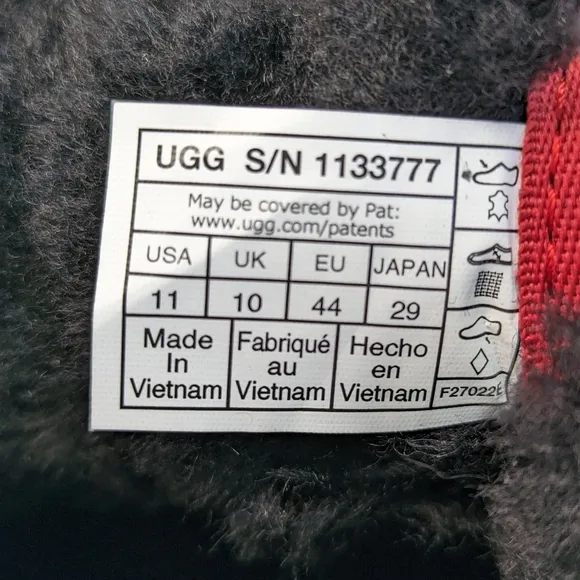 UGG S/N 1133777
May be covered by Pat:
www.ugg.com/patents
USA UK EU JAPAN
11 10 44 29
Made In Vietnam
Fabriqué au Vietnam
Hecho en Vietnam